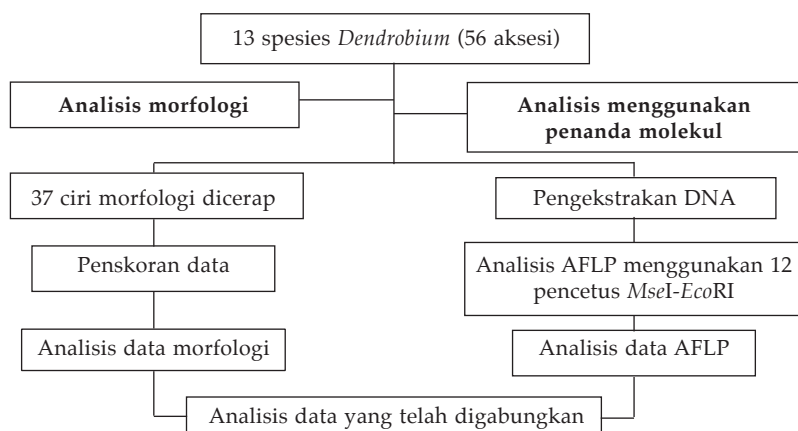 13 spesies Dendrobium (56 aksesi)
Analisis morfologi
Analisis menggunakan
penanda molekul
37 ciri morfologi dicerap
Penskoran data
Analisis data morfologi
Pengekstrakan DNA
Analisis AFLP menggunakan 12
pencetus MseI-EcoRI
Analisis data AFLP
Analisis data yang telah digabungkan